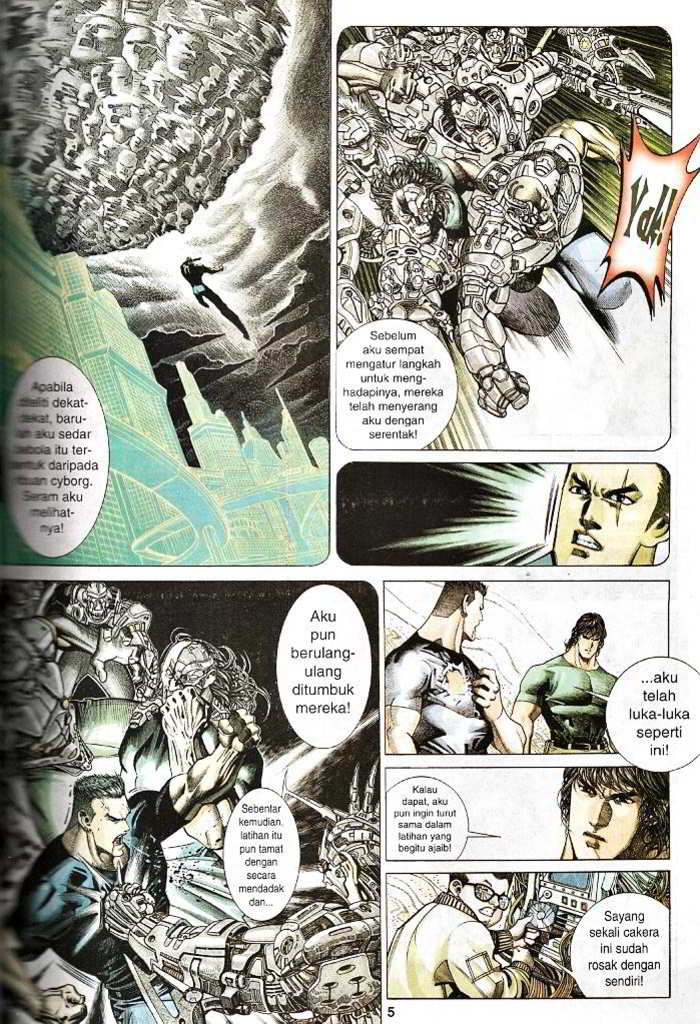 Apabila
diteliti dekat-
dekat, baru-
lah aku sedar
bebola itu ter-
bentuk daripada
ribuan cyborg.
Seram aku
melihat-
nya!
Yak!!
Sebelum
aku sempat
mengatur langkah
untuk meng-
hadapinya, mereka
telah menyerang
aku dengan
serentak!
Aku
pun
berulang-
ulang
ditumbuk
mereka!
Sebentar
kemudian,
latihan itu
pun tamat
dengan
secara
mendadak
dan...
...aku
telah
luka-luka
seperti
ini!
Kalau
dapat, aku
pun ingin turut
sama dalam
latihan yang
begitu ajaib!
Sayang
sekali cakera
ini sudah
rosak dengan
sendiri!
5